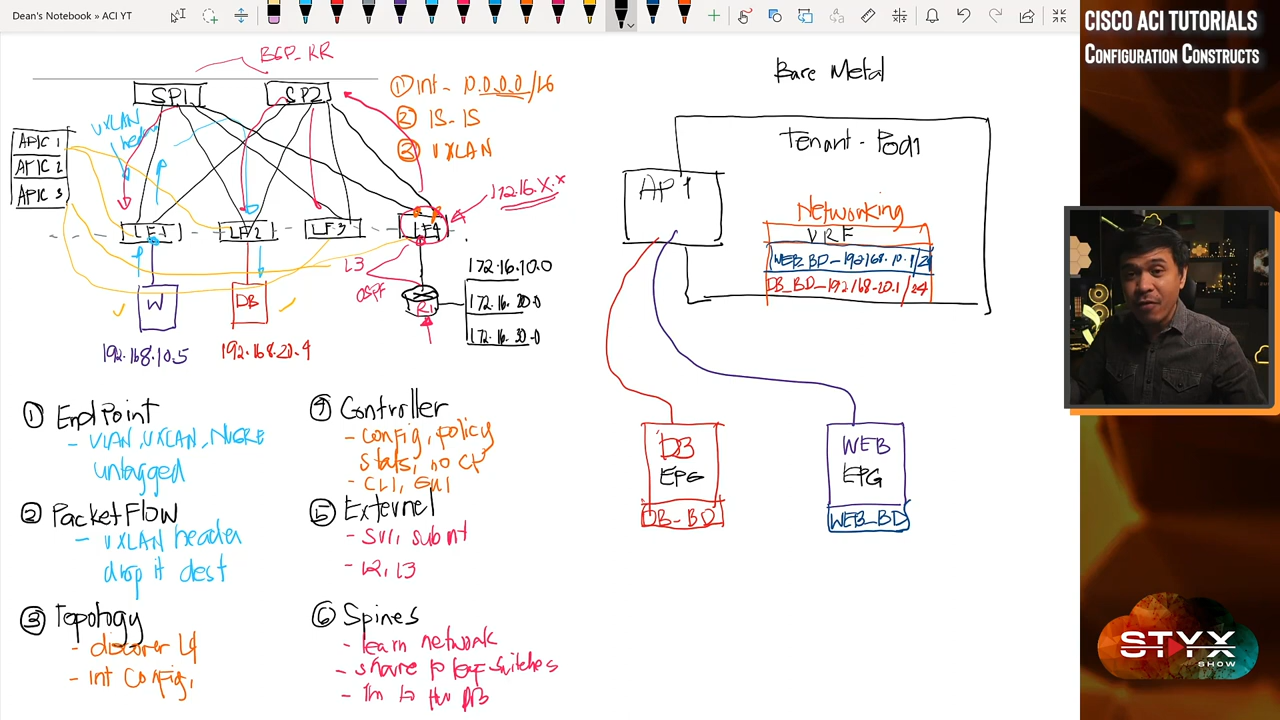 Dean's Notebook » ACI YT
CISCO ACI TUTORIALS
CONFIGURATION CONSTRUCTS
BGP_RR
SP1
SP2
① int - 10.0.0.0/16
② IS-IS
③ VXLAN
VXLAN
header
APIC 1
APIC 2
APIC 3
172.16.X.X
LF1
LF2
LF3
LF4
L3
OSPF
W
DB
R1
172.16.10.0
172.16.20.0
172.16.30.0
192.168.10.5
192.168.20.4
① EndPoint
- VLAN, VXLAN, NVGRE
untagged
② PacketFlow
- VXLAN header
drop it dest
③ Topology
- discover LF
- int config,
④ Controller
- config, policy
stats, no CP
- CLI, GUI
⑤ External
- SVI, subint
- L2, L3
⑥ Spines
- learn network
- share to leaf switches
Bare Metal
Tenant - Pod1
AP1
Networking
VRF
WEB_BD-192.168.10.1/24
DB_BD-192.168.20.1/24
DB
EPG
DB_BD
WEB
EPG
WEB_BD
STYX
SHOW